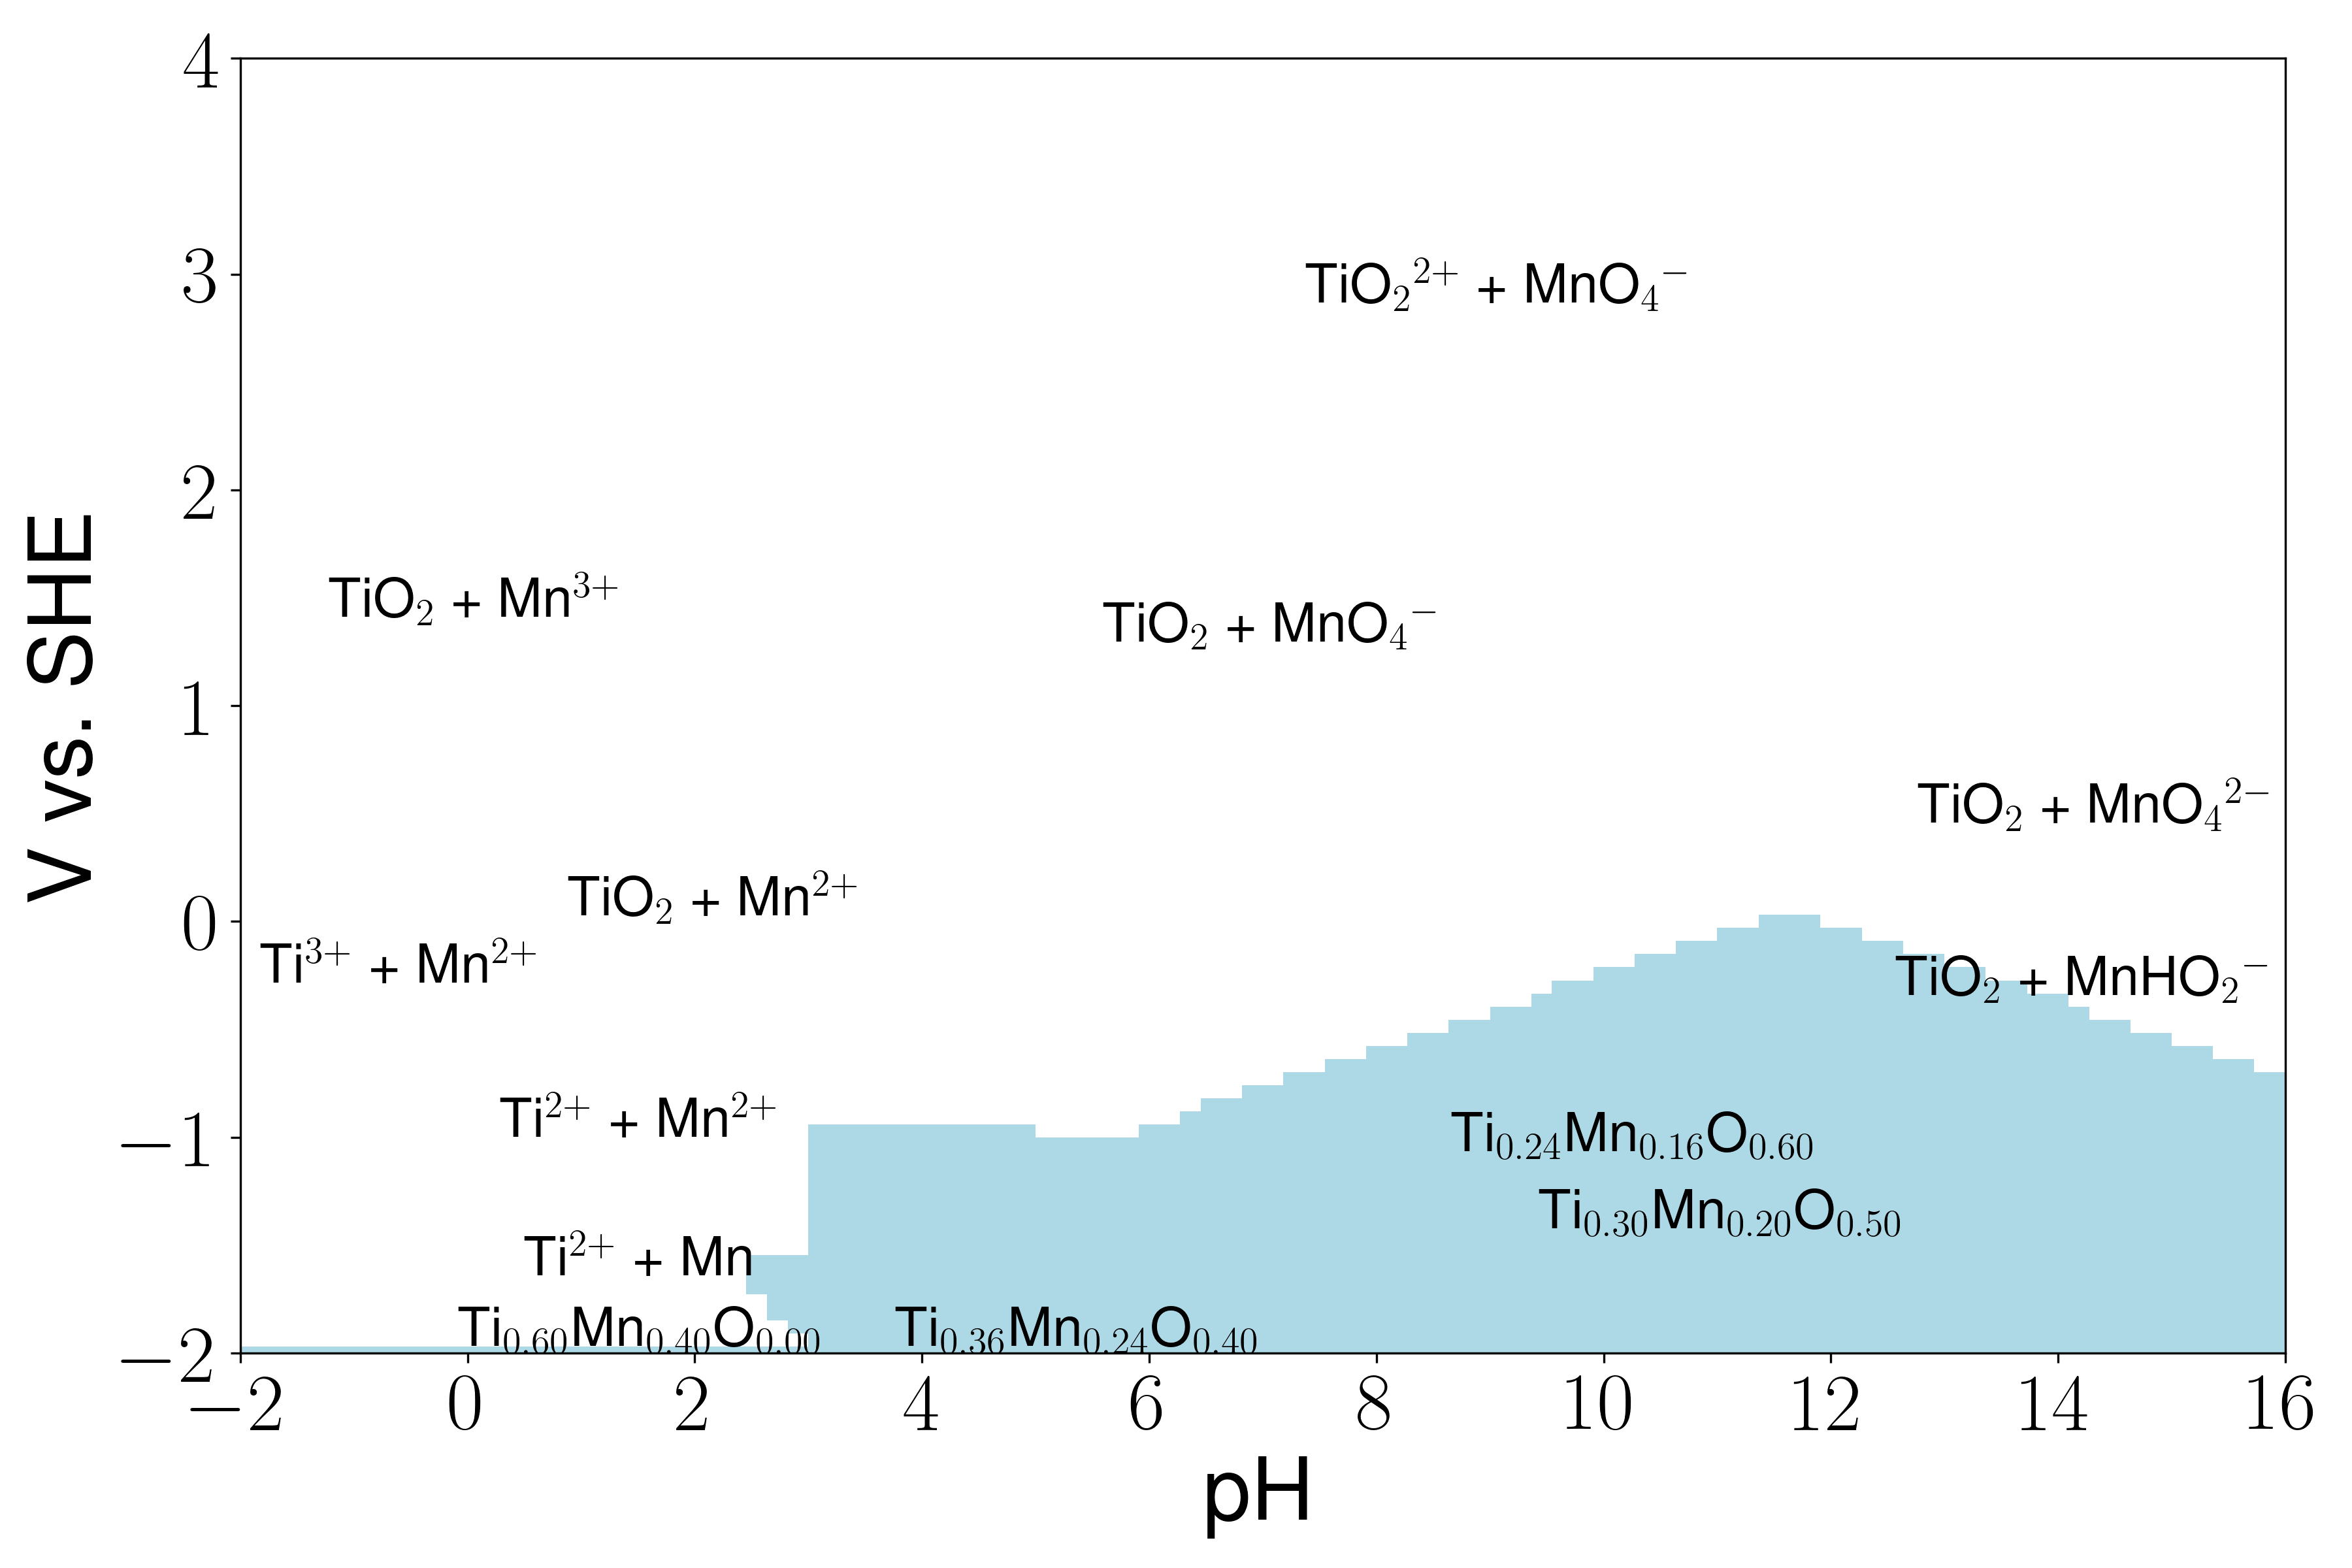 4
3
2
1
0
−1
−2
V vs. SHE
TiO₂²⁺ + MnO₄⁻
TiO₂ + Mn³⁺
TiO₂ + MnO₄⁻
TiO₂ + MnO₄²⁻
TiO₂ + Mn²⁺
Ti³⁺ + Mn²⁺
TiO₂ + MnHO₂⁻
Ti²⁺ + Mn²⁺
Ti₀.₂₄Mn₀.₁₆O₀.₆₀
Ti₀.₃₀Mn₀.₂₀O₀.₅₀
Ti²⁺ + Mn
Ti₀.₆₀Mn₀.₄₀O₀.₀₀
Ti₀.₃₆Mn₀.₂₄O₀.₄₀
−2 0 2 4 6 8 10 12 14 16
pH